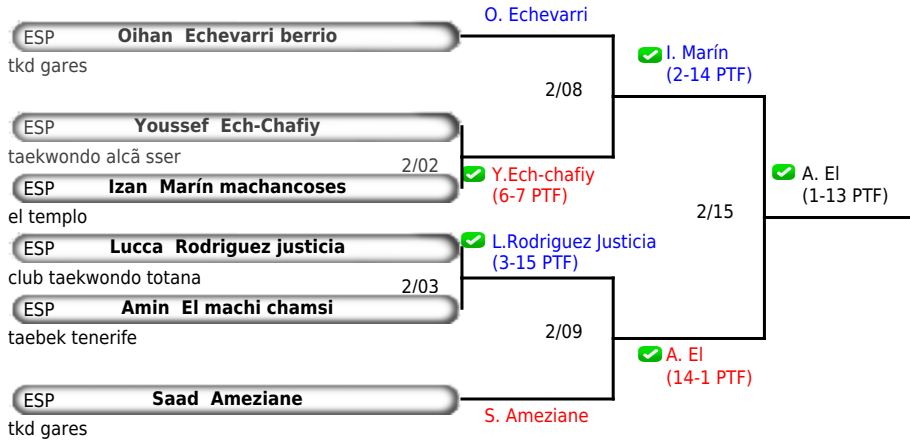 O. Echevarri
ESP Oihan Echevarri berrio
tkd gares
I. Marín
(2-14 PTF)
2/08
ESP Youssef Ech-Chafiy
taekwondo alcã sser
2/02
Y.Ech-chafiy
(6-7 PTF)
ESP Izan Marín machancoses
el templo
A. El
(1-13 PTF)
2/15
ESP Lucca Rodriguez justicia
club taekwondo totana
L.Rodriguez Justicia
(3-15 PTF)
2/03
ESP Amin El machi chamsi
taebek tenerife
2/09
A. El
(14-1 PTF)
ESP Saad Ameziane
tkd gares
S. Ameziane